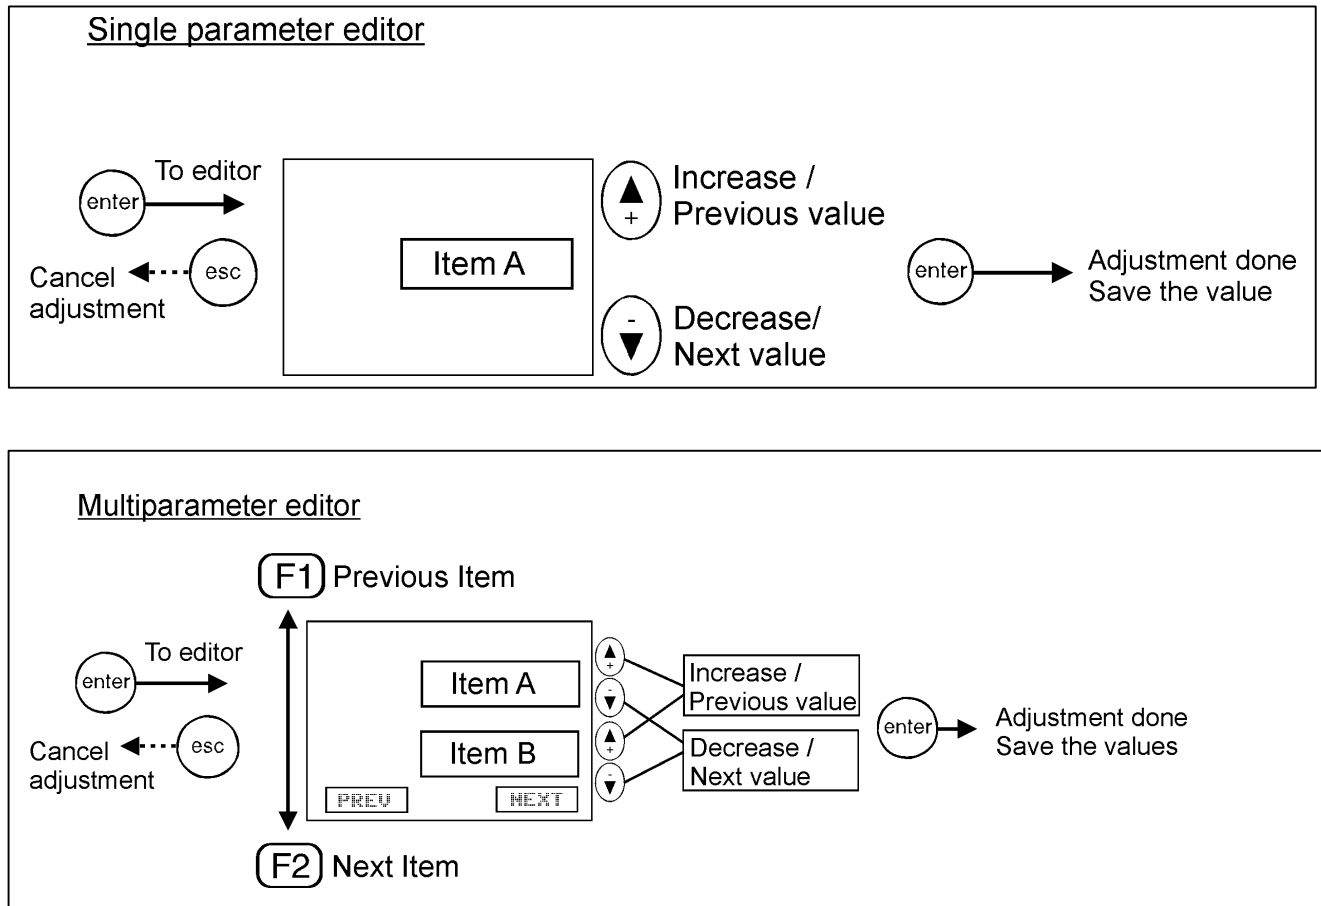 Single parameter editor
To editor
enter
esc
Cancel
adjustment
Item A
+
Increase /
Previous value
-
Decrease/
Next value
enter
Adjustment done
Save the value
Multiparameter editor
F1 Previous Item
To editor
enter
esc
Cancel
adjustment
Item A
Item B
PREV NEXT
+
-
+
-
Increase /
Previous value
Decrease /
Next value
enter
Adjustment done
Save the values
F2 Next Item